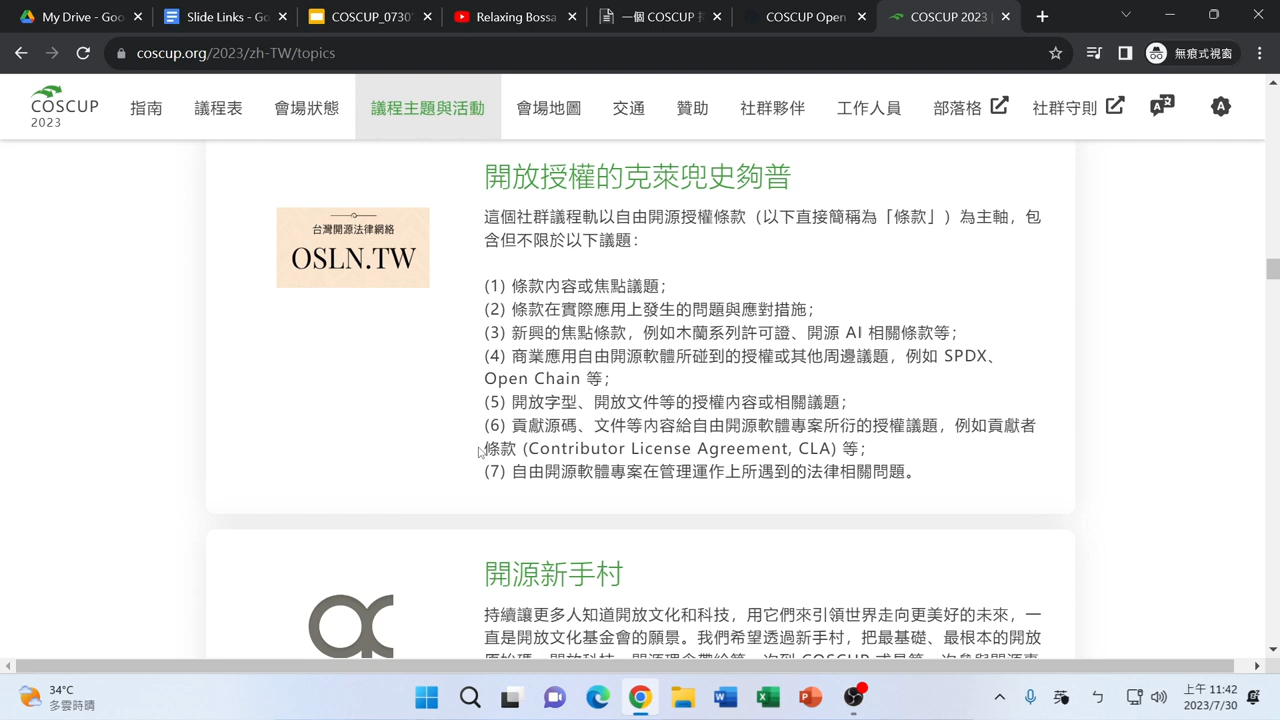 My Drive - Goo
Slide Links - Go
COSCUP_0730
Relaxing Bossa
一個 COSCUP
COSCUP Open
COSCUP 2023 |
coscup.org/2023/zh-TW/topics
無痕式視窗
COSCUP
2023
指南
議程表
會場狀態
議程主題與活動
會場地圖
交通
贊助
社群夥伴
工作人員
部落格
社群守則
開放授權的克萊兜史夠普
台灣開源法律網絡
OSLN.TW
這個社群議程軌以自由開源授權條款（以下直接簡稱為「條款」）為主軸，包
含但不限於以下議題：
(1) 條款內容或焦點議題；
(2) 條款在實際應用上發生的問題與應對措施；
(3) 新興的焦點條款，例如木蘭系列許可證、開源 AI 相關條款等；
(4) 商業應用自由開源軟體所碰到的授權或其他周邊議題，例如 SPDX、
Open Chain 等；
(5) 開放字型、開放文件等的授權內容或相關議題；
(6) 貢獻源碼、文件等內容給自由開源軟體專案所衍的授權議題，例如貢獻者
條款 (Contributor License Agreement, CLA) 等；
(7) 自由開源軟體專案在管理運作上所遇到的法律相關問題。
開源新手村
持續讓更多人知道開放文化和科技，用它們來引領世界走向更美好的未來，一
直是開放文化基金會的願景。我們希望透過新手村，把最基礎、最根本的開放
34°C
多雲時晴
英
上午 11:42
2023/7/30